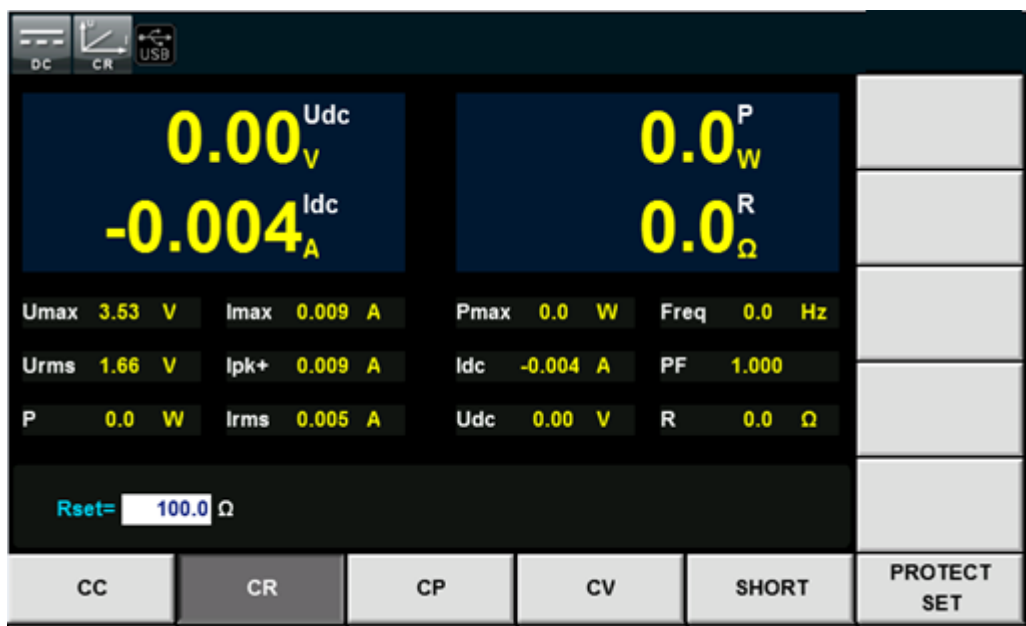 DC U I CR USB
0.00 Udc V
-0.004 Idc A
0.0 P W
0.0 R Ω
Umax 3.53 V Imax 0.009 A Pmax 0.0 W Freq 0.0 Hz
Urms 1.66 V Ipk+ 0.009 A Idc -0.004 A PF 1.000
P 0.0 W Irms 0.005 A Udc 0.00 V R 0.0 Ω
Rset= 100.0 Ω
CC CR CP CV SHORT PROTECT
SET